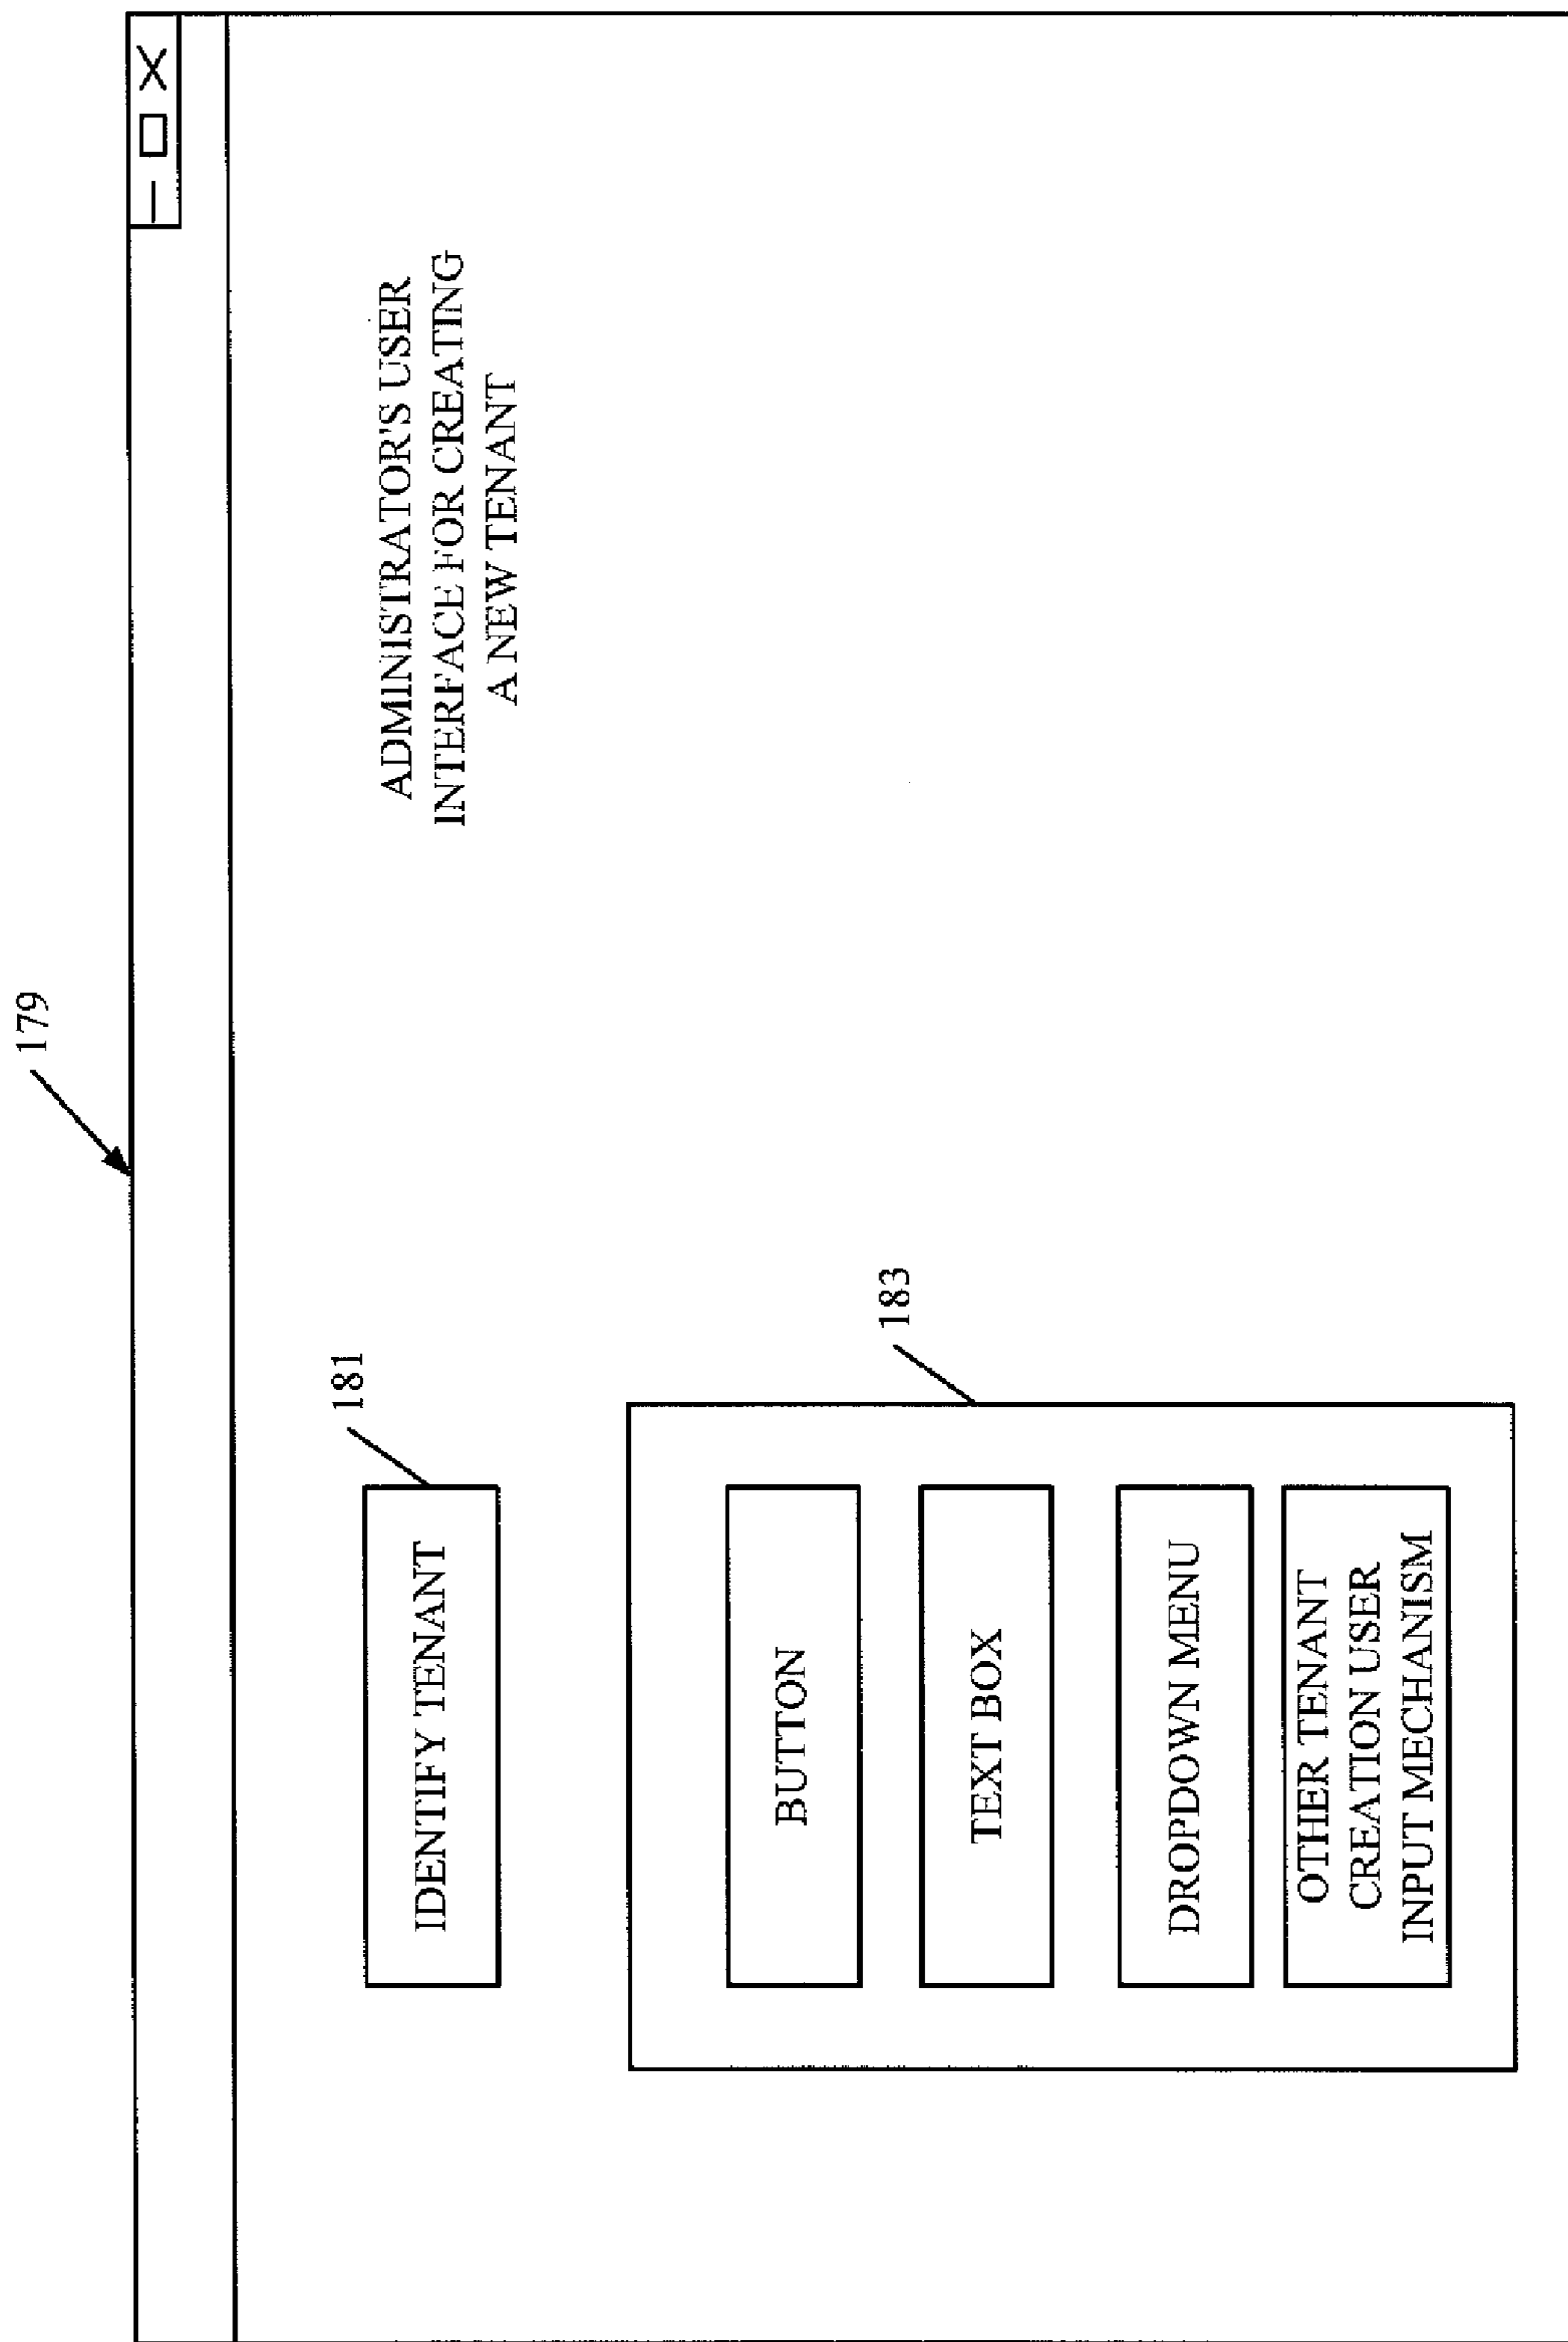 179
ADMINISTRATOR'S USER
INTERFACE FOR CREATING
A NEW TENANT
181
IDENTIFY TENANT
183
BUTTON
TEXT BOX
DROPDOWN MENU
OTHER TENANT
CREATION USER
INPUT MECHANISM